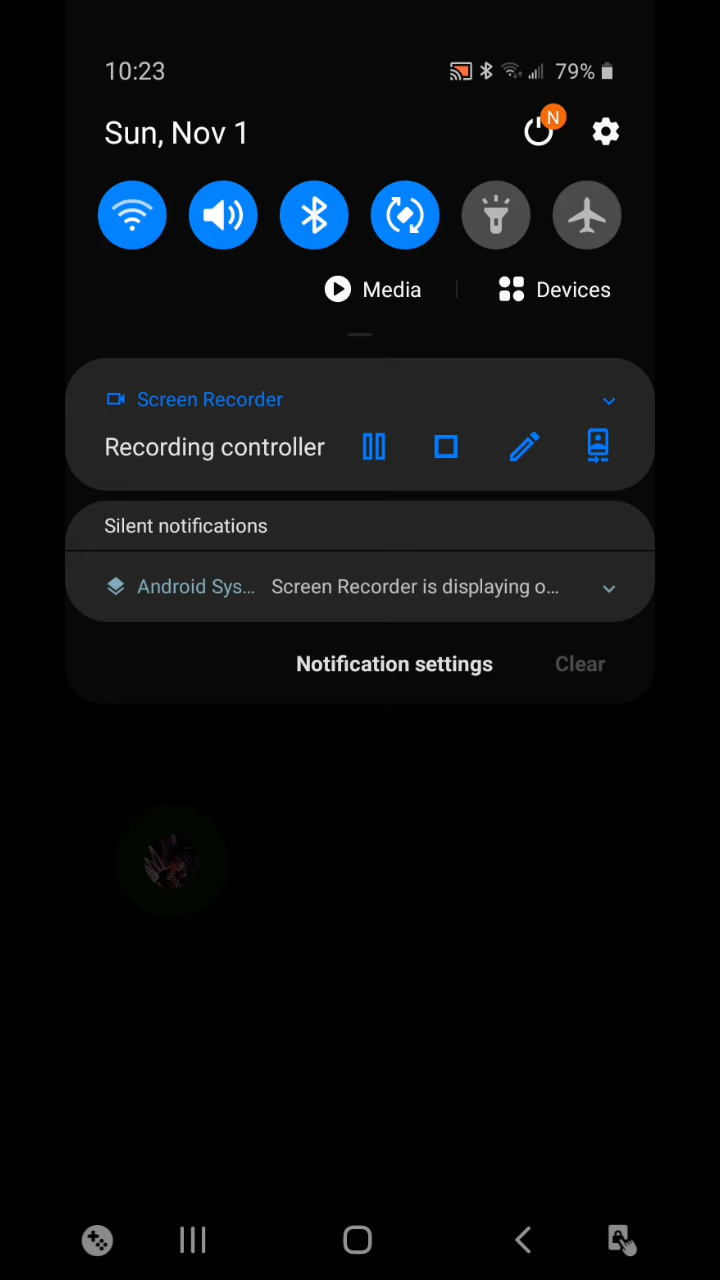 10:23 79%
Sun, Nov 1 N
Media Devices
Screen Recorder
Recording controller
Silent notifications
Android Sys... Screen Recorder is displaying o...
Notification settings Clear